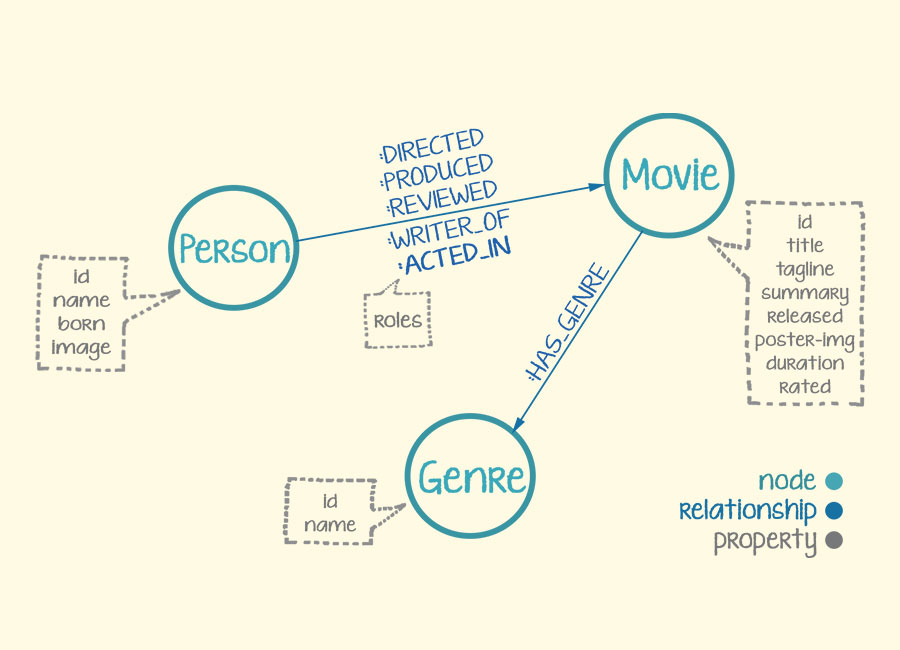 :DIRECTED
:PRODUCED
:REVIEWED
:WRITER_OF
:ACTED_IN
Roles
Person
id
name
born
image
Movie
id
title
tagline
summary
released
poster-img
duration
rated
:HAS_GENRE
Genre
id
name
node
relationship
property